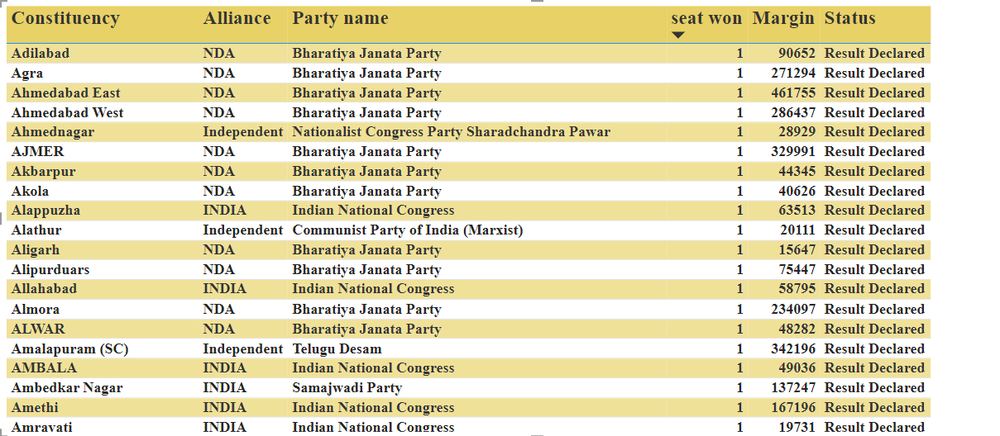 Constituency Alliance Party name seat won Margin Status
Adilabad NDA Bharatiya Janata Party 1 90652 Result Declared
Agra NDA Bharatiya Janata Party 1 271294 Result Declared
Ahmedabad East NDA Bharatiya Janata Party 1 461755 Result Declared
Ahmedabad West NDA Bharatiya Janata Party 1 286437 Result Declared
Ahmednagar Independent Nationalist Congress Party Sharadchandra Pawar 1 28929 Result Declared
AJMER NDA Bharatiya Janata Party 1 329991 Result Declared
Akbarpur NDA Bharatiya Janata Party 1 44345 Result Declared
Akola NDA Bharatiya Janata Party 1 40626 Result Declared
Alappuzha INDIA Indian National Congress 1 63513 Result Declared
Alathur Independent Communist Party of India (Marxist) 1 20111 Result Declared
Aligarh NDA Bharatiya Janata Party 1 15647 Result Declared
Alipurduars NDA Bharatiya Janata Party 1 75447 Result Declared
Allahabad INDIA Indian National Congress 1 58795 Result Declared
Almora NDA Bharatiya Janata Party 1 234097 Result Declared
ALWAR NDA Bharatiya Janata Party 1 48282 Result Declared
Amalapuram (SC) Independent Telugu Desam 1 342196 Result Declared
AMBALA INDIA Indian National Congress 1 49036 Result Declared
Ambedkar Nagar INDIA Samajwadi Party 1 137247 Result Declared
Amethi INDIA Indian National Congress 1 167196 Result Declared
Amravati INDIA Indian National Congress 1 19731 Result Declared